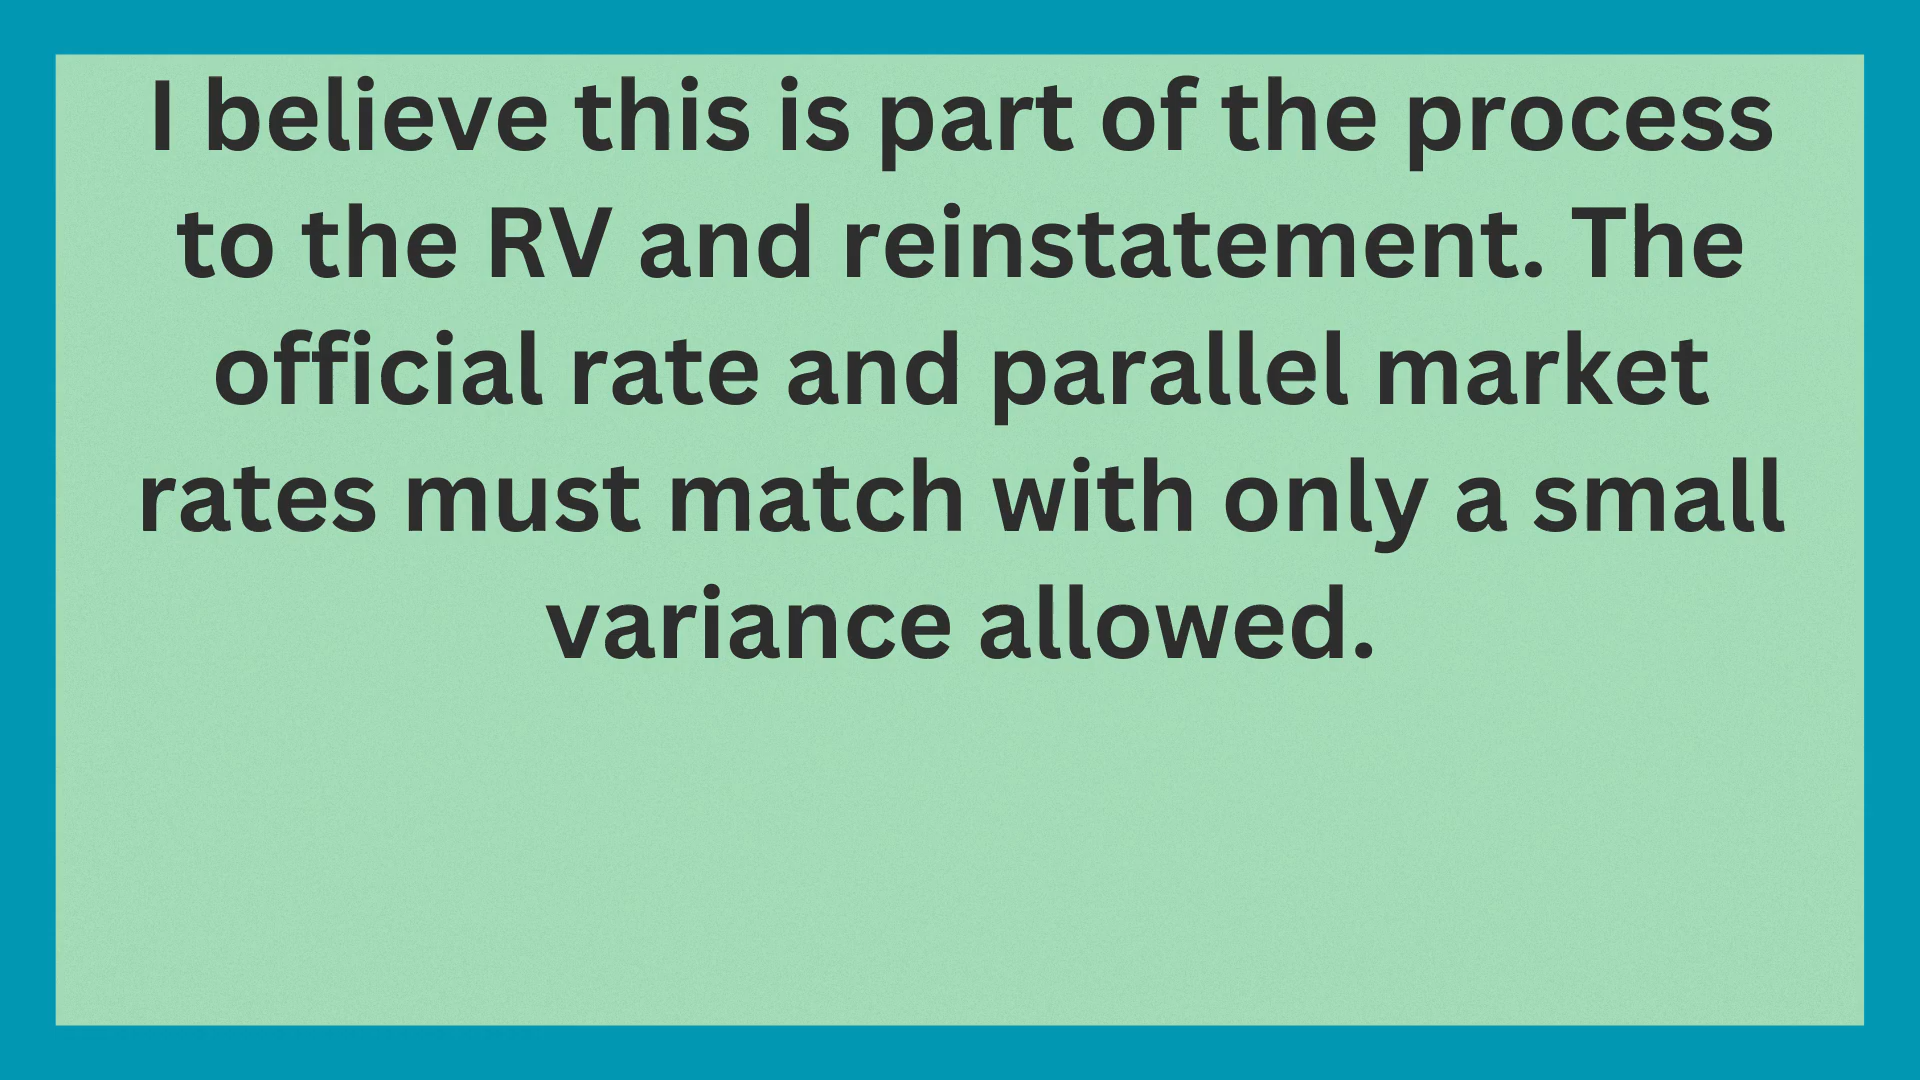 I believe this is part of the process
to the RV and reinstatement. The
official rate and parallel market
rates must match with only a small
variance allowed.